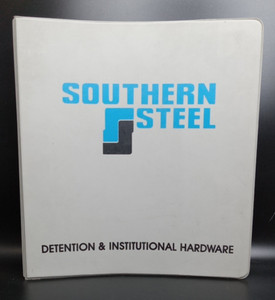 SOUTHERN
STEEL
DETENTION & INSTITUTIONAL HARDWARE